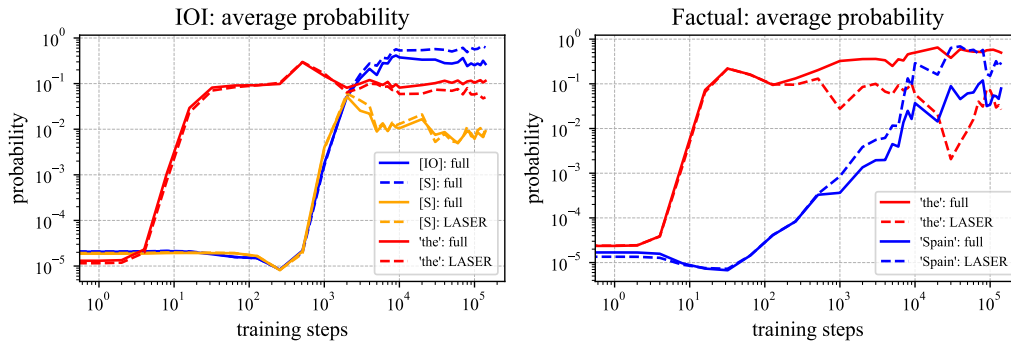 IOI: average probability
probability
10^0
10^-1
10^-2
10^-3
10^-4
10^-5
[IO]: full
[S]: full
[S]: full
[S]: LASER
'the': full
'the': LASER
10^0 10^1 10^2 10^3 10^4 10^5
training steps
Factual: average probability
probability
10^0
10^-1
10^-2
10^-3
10^-4
10^-5
'the': full
'the': LASER
'Spain': full
'Spain': LASER
10^0 10^1 10^2 10^3 10^4 10^5
training steps